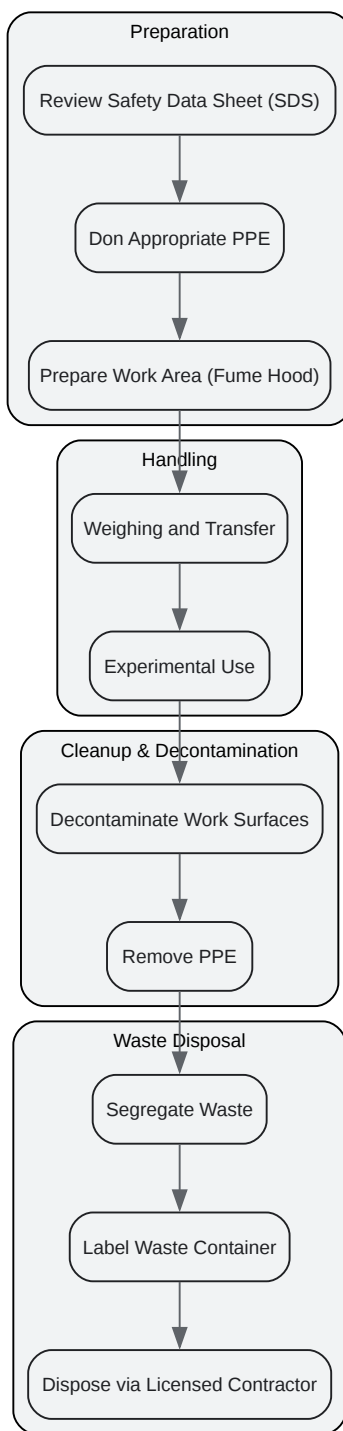 Preparation
Review Safety Data Sheet (SDS)
Don Appropriate PPE
Prepare Work Area (Fume Hood)
Handling
Weighing and Transfer
Experimental Use
Cleanup & Decontamination
Decontaminate Work Surfaces
Remove PPE
Waste Disposal
Segregate Waste
Label Waste Container
Dispose via Licensed Contractor